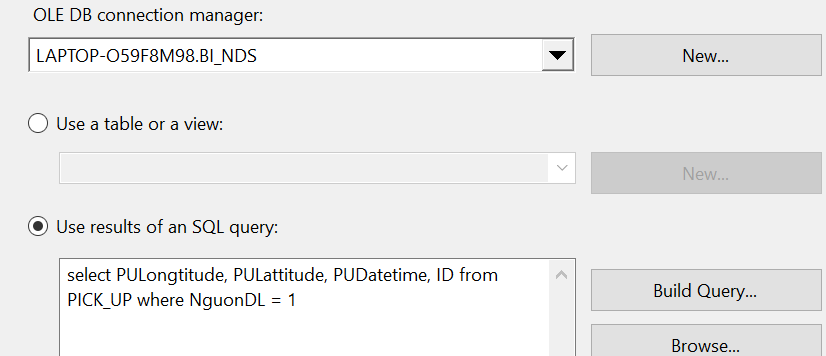 OLE DB connection manager:
LAPTOP-O59F8M98.BI_NDS
New...
Use a table or a view:
New...
Use results of an SQL query:
select PULongtitude, PULattitude, PUDatetime, ID from
PICK_UP where NguonDL = 1
Build Query...
Browse...